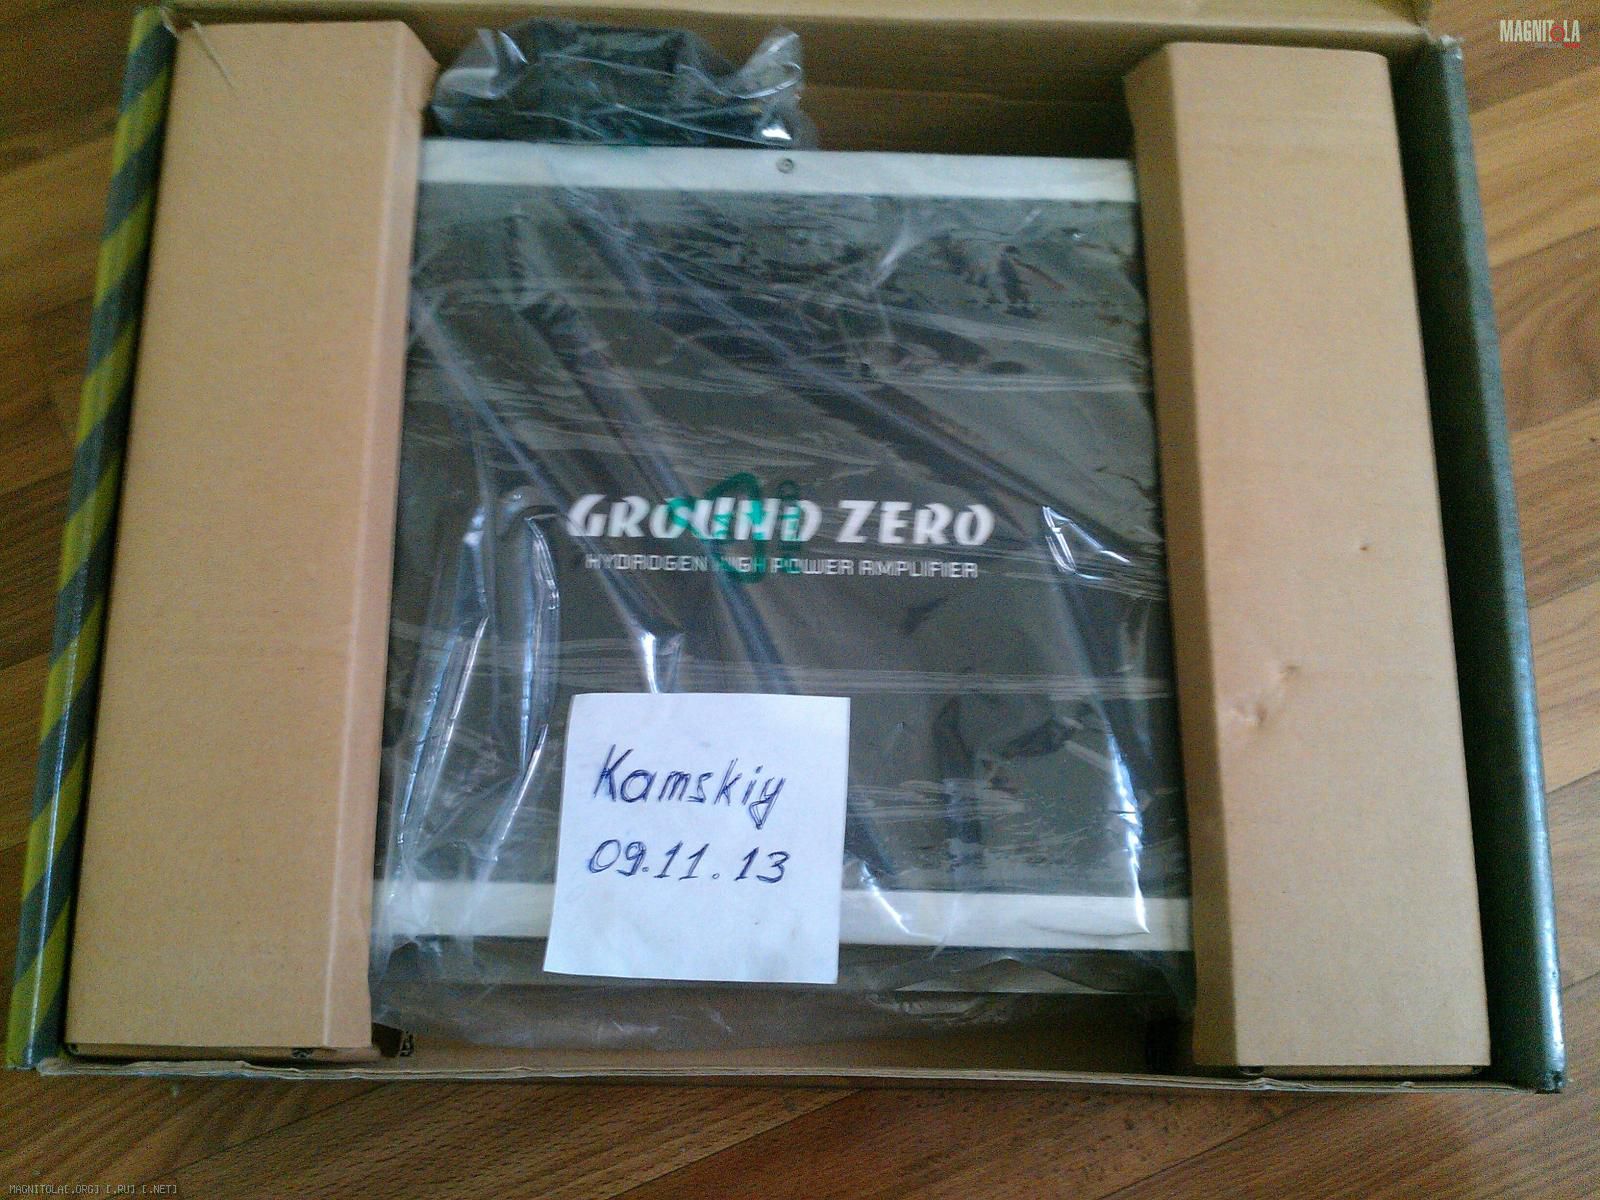 MAGNITOLA
GROUND ZERO
HYDROGEN HIGH POWER AMPLIFIER
Kamskiy
09.11.13
MAGNITOLA[.ORG] [.RU] [.NET]